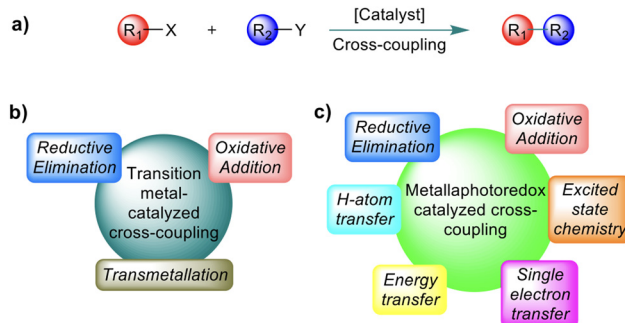 a)
R1 X + R2 Y [Catalyst] R1 R2
Cross-coupling
b)
Reductive
Elimination
Oxidative
Addition
Transition
metal-
catalyzed
cross-coupling
Transmetallation
c)
Reductive
Elimination
Oxidative
Addition
H-atom
transfer
Metallaphotoredox
catalyzed cross-
coupling
Excited
state
chemistry
Energy
transfer
Single
electron
transfer